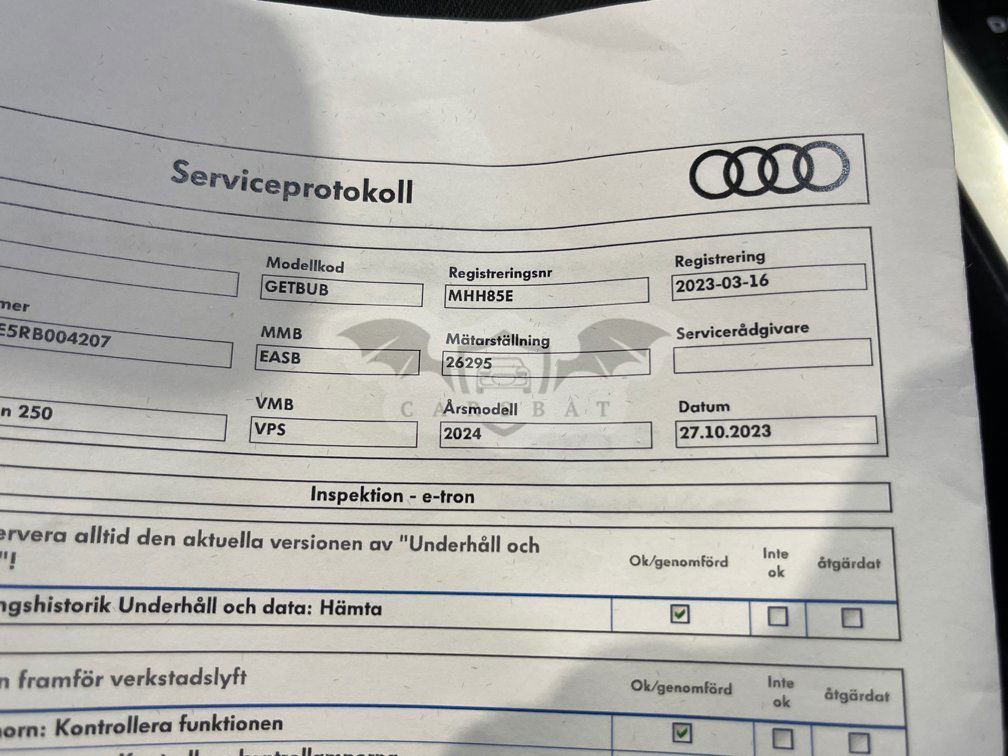 Serviceprotokoll
Modellkod
Registreringsnr
Registrering
GETBUB
MHH85E
2023-03-16
mer
MMB
Mätarställning
Servicerådgivare
E5RB004207
EASB
26295
CARSBAT
VMB
Årsmodell
Datum
n 250
VPS
2024
27.10.2023
Inspektion - e-tron
ervera alltid den aktuella versionen av "Underhåll och
"!
Ok/genomförd
Inte
ok
åtgärdat
ngshistorik Underhåll och data: Hämta
n framför verkstadslyft
Ok/genomförd
Inte
ok
åtgärdat
horn: Kontrollera funktionen